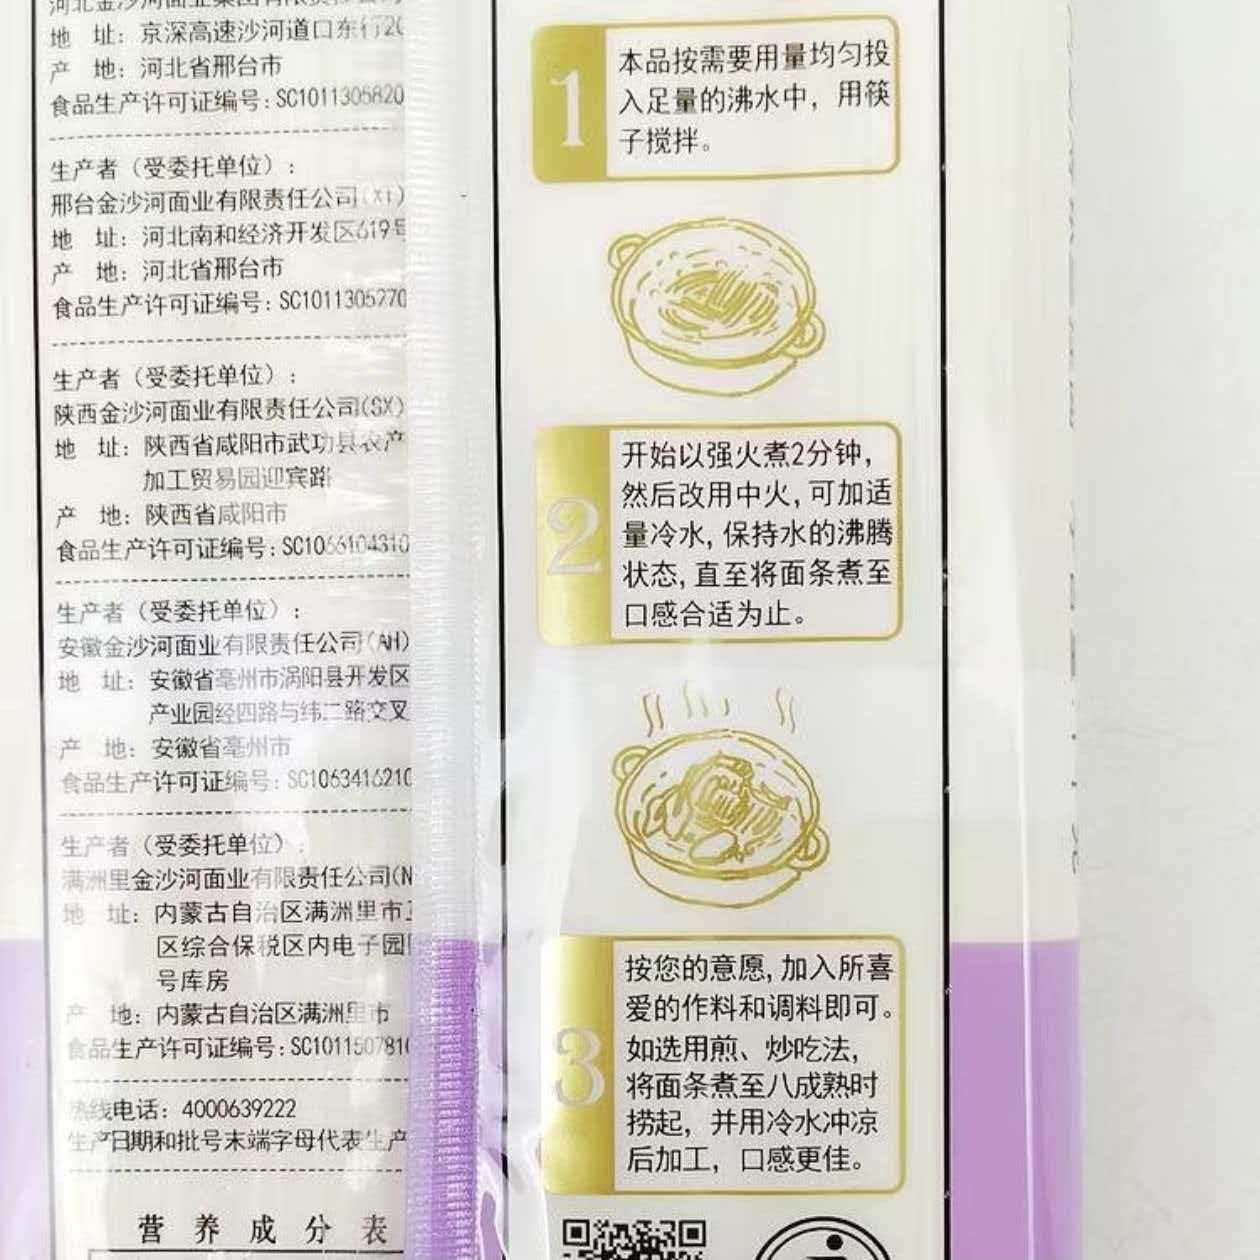 河北金沙河面业集团有限责任公司
地 址：京深高速沙河道口东行20
产 地：河北省邢台市
食品生产许可证编号：SC1011305820
生产者（受委托单位）：
邢台金沙河面业有限责任公司(XT)
地 址：河北南和经济开发区619号
产 地：河北省邢台市
食品生产许可证编号：SC1011305270
生产者（受委托单位）：
陕西金沙河面业有限责任公司(SX)
地 址：陕西省咸阳市武功县农产
加工贸易园迎宾路
产 地：陕西省咸阳市
食品生产许可证编号：SC1066104310
生产者（受委托单位）：
安徽金沙河面业有限责任公司(AH)
地 址：安徽省亳州市涡阳县开发区
产业园经四路与纬二路交叉
产 地：安徽省亳州市
食品生产许可证编号：SC1063416210
生产者（受委托单位）：
满洲里金沙河面业有限责任公司(N
地 址：内蒙古自治区满洲里市
区综合保税区内电子园
号库房
产 地：内蒙古自治区满洲里市
食品生产许可证编号：SC101150781
热线电话：4000639222
生产日期和批号末端字母代表生产
营养成分表
1
本品按需要用量均匀投
入足量的沸水中，用筷
子搅拌。
2
开始以强火煮2分钟，
然后改用中火，可加适
量冷水，保持水的沸腾
状态，直至将面条煮至
口感合适为止。
3
按您的意愿，加入所喜
爱的作料和调料即可。
如选用煎、炒吃法，
将面条煮至八成熟时
捞起，并用冷水冲凉
后加工，口感更佳。